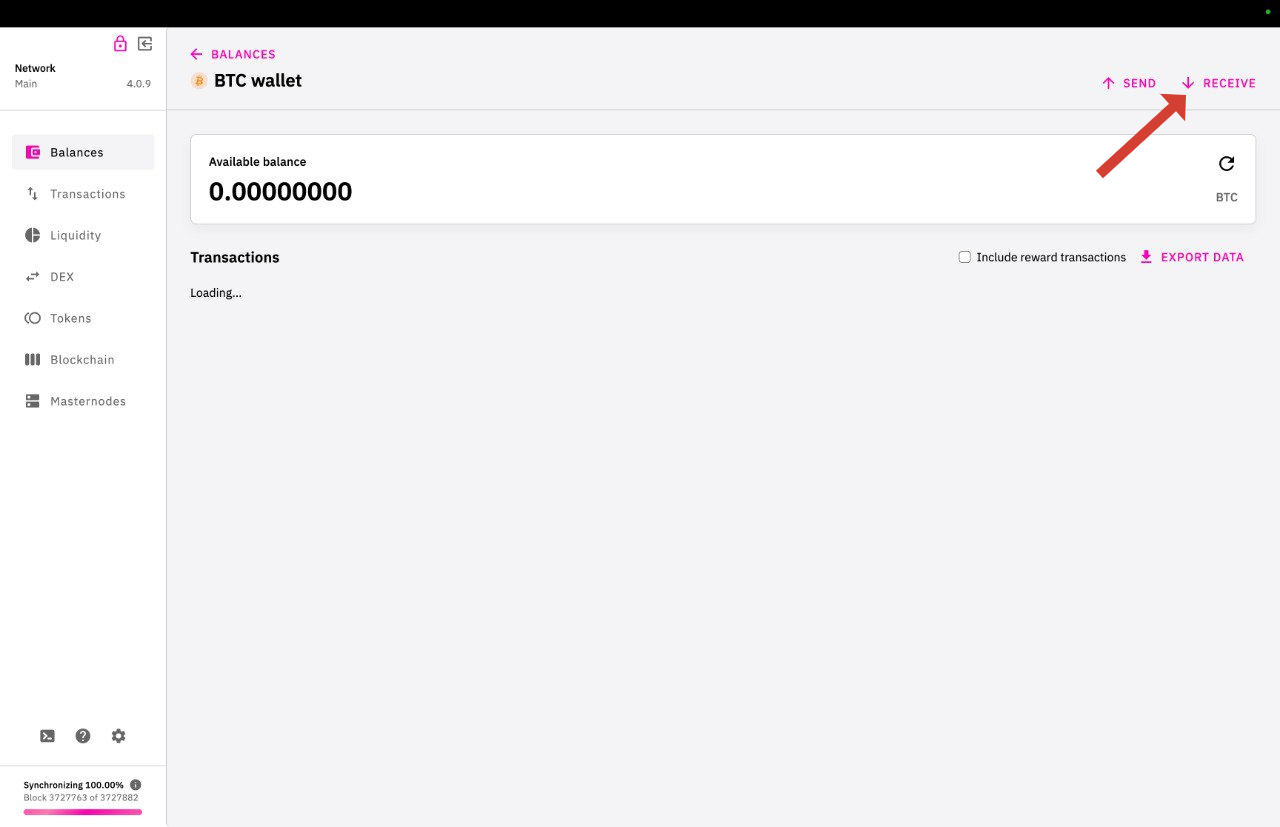 Network
Main 4.0.9
Balances
Transactions
Liquidity
DEX
Tokens
Blockchain
Masternodes
Synchronizing 100.00%
Block 3727763 of 3727882
BALANCES
BTC wallet
SEND RECEIVE
Available balance
0.00000000
BTC
Transactions
Include reward transactions EXPORT DATA
Loading...